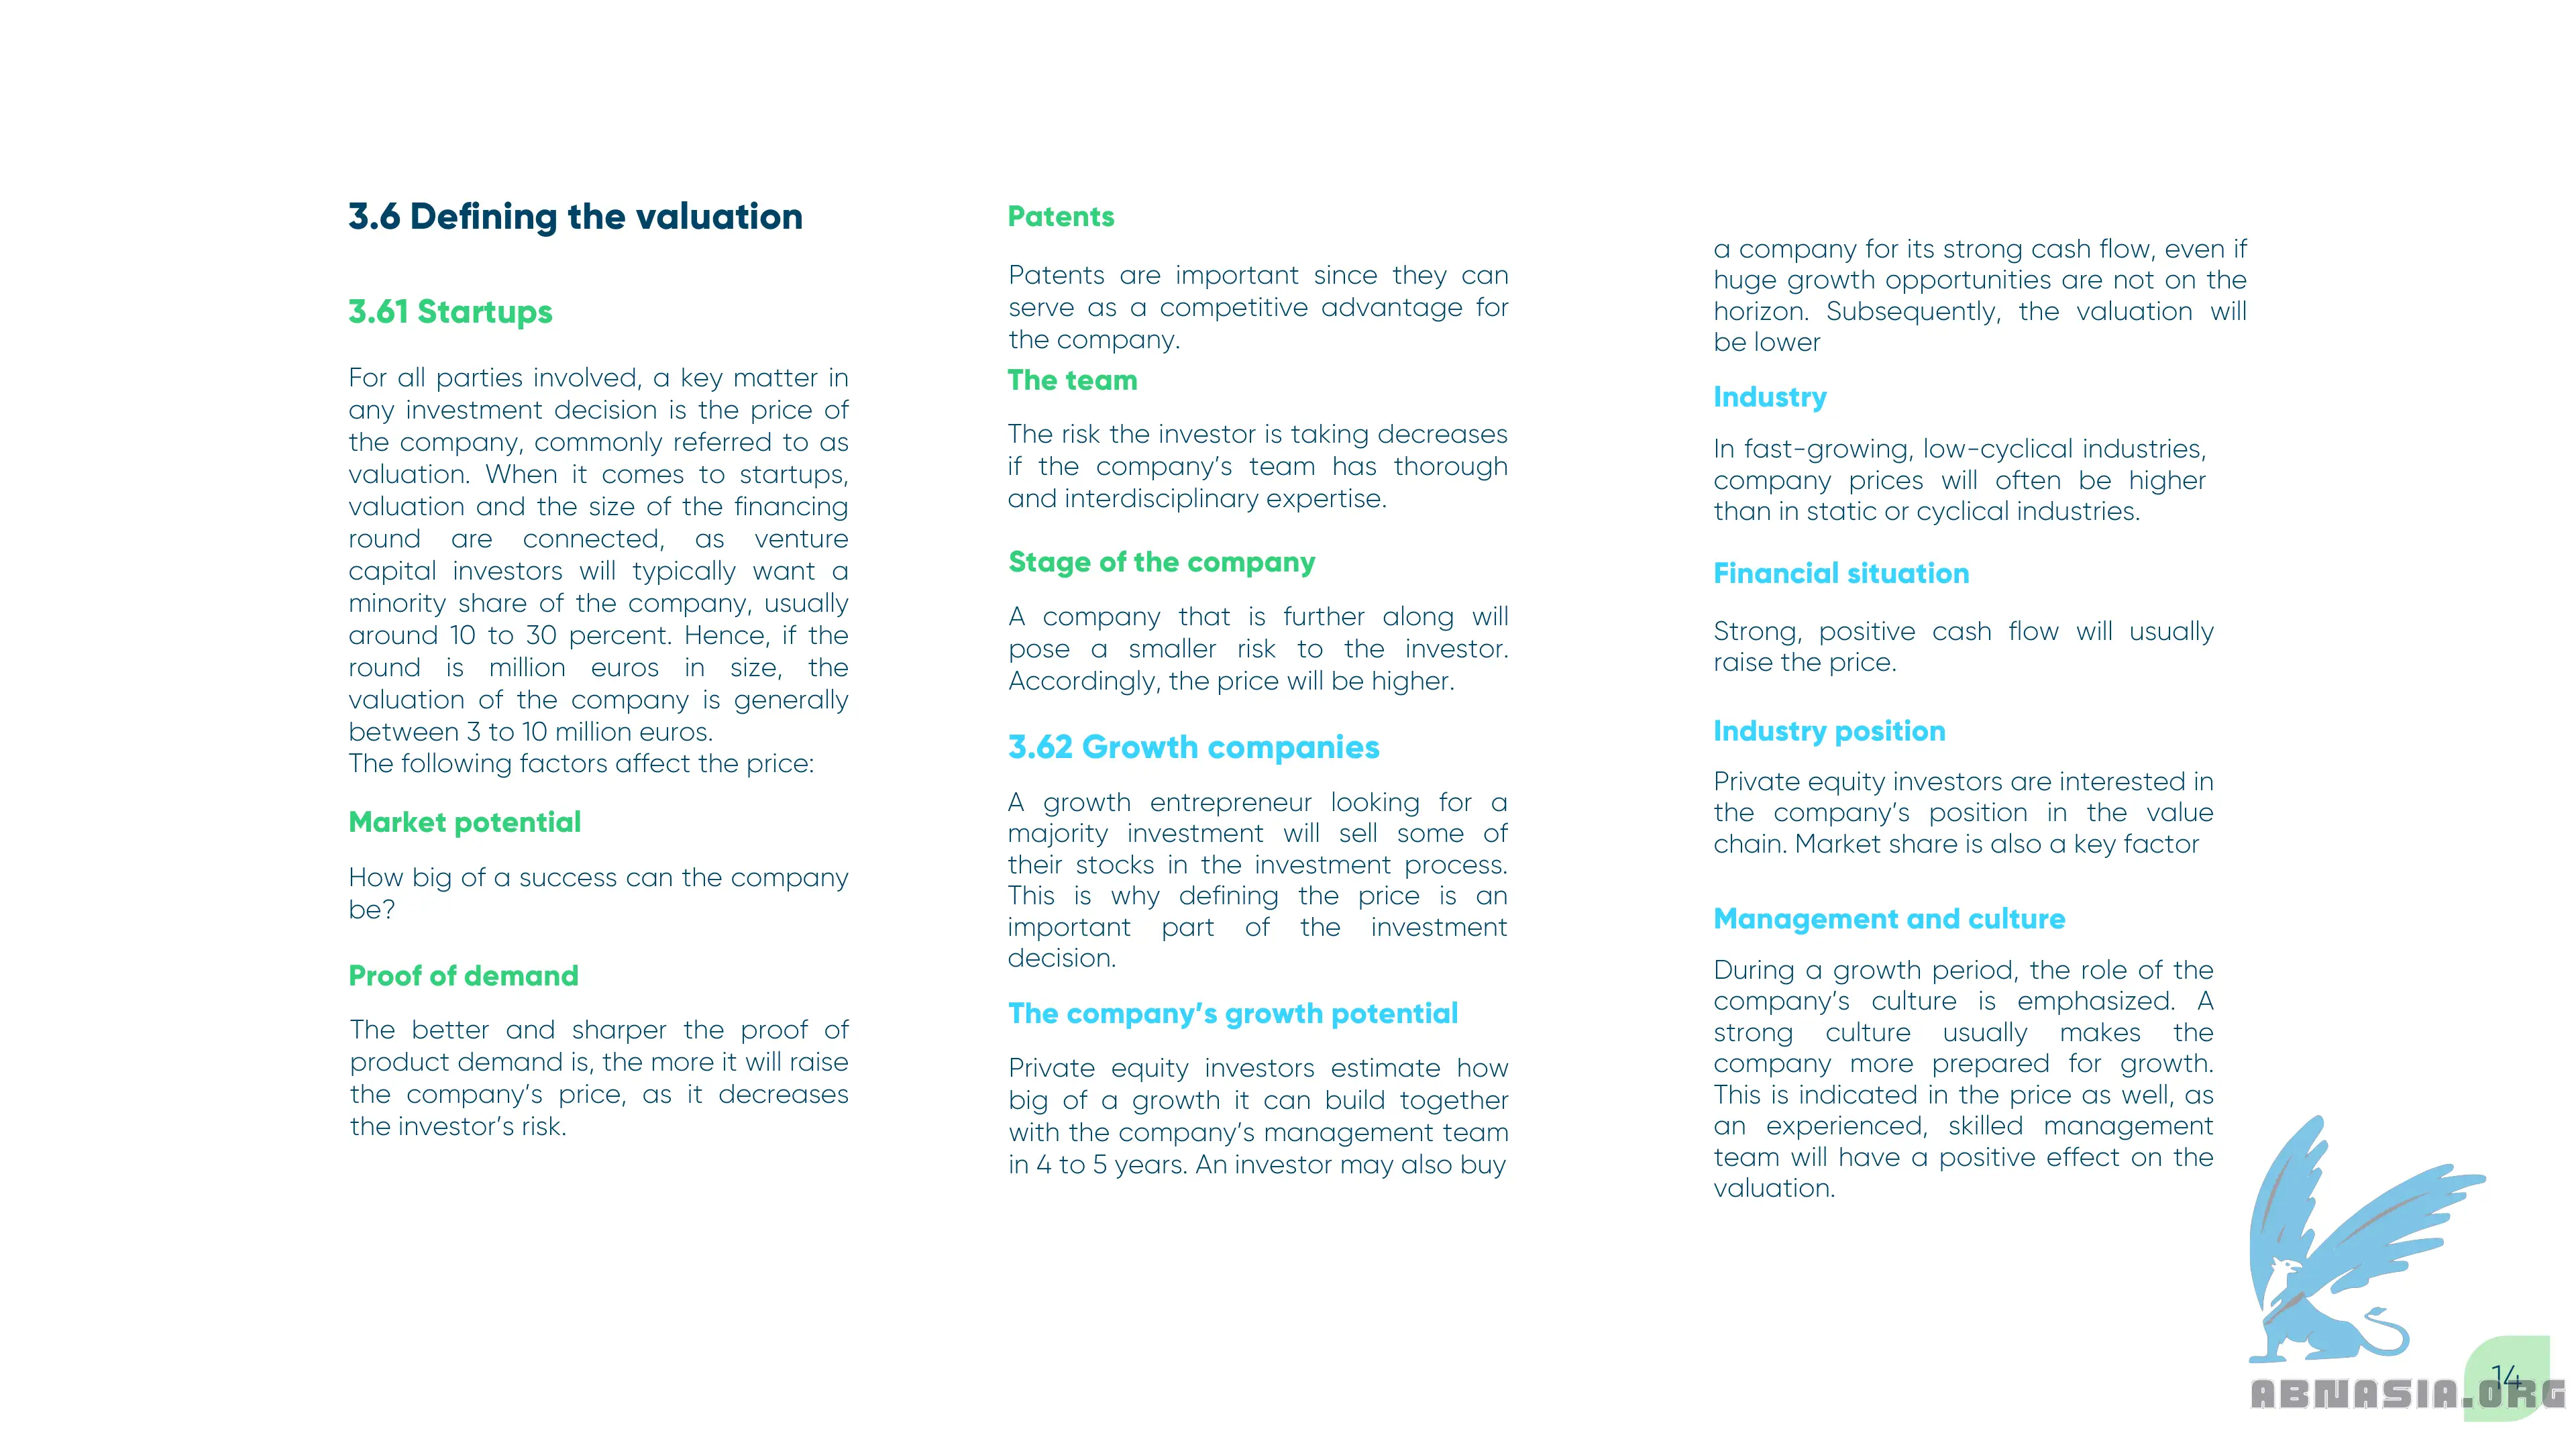 3.6 Defining the valuation
3.61 Startups
For all parties involved, a key matter in
any investment decision is the price of
the company, commonly referred to as
valuation. When it comes to startups,
valuation and the size of the financing
round are connected, as venture
capital investors will typically want a
minority share of the company, usually
around 10 to 30 percent. Hence, if the
round is million euros in size, the
valuation of the company is generally
between 3 to 10 million euros.
The following factors affect the price:
Market potential
How big of a success can the company
be?
Proof of demand
The better and sharper the proof of
product demand is, the more it will raise
the company's price, as it decreases
the investor's risk.
Patents
Patents are important since they can
serve as a competitive advantage for
the company.
The team
The risk the investor is taking decreases
if the company's team has thorough
and interdisciplinary expertise.
Stage of the company
A company that is further along will
pose a smaller risk to the investor.
Accordingly, the price will be higher.
3.62 Growth companies
A growth entrepreneur looking for a
majority investment will sell some of
their stocks in the investment process.
This is why defining the price is an
important part of the investment
decision.
The company's growth potential
Private equity investors estimate how
big of a growth it can build together
with the company's management team
in 4 to 5 years. An investor may also buy
a company for its strong cash flow, even if
huge growth opportunities are not on the
horizon. Subsequently, the valuation will
be lower
Industry
In fast-growing, low-cyclical industries,
company prices will often be higher
than in static or cyclical industries.
Financial situation
Strong, positive cash flow will usually
raise the price.
Industry position
Private equity investors are interested in
the company's position in the value
chain. Market share is also a key factor
Management and culture
During a growth period, the role of the
company's culture is emphasized. A
strong culture usually makes the
company more prepared for growth.
This is indicated in the price as well, as
an experienced, skilled management
team will have a positive effect on the
valuation.
14
ABNASIA.ORG